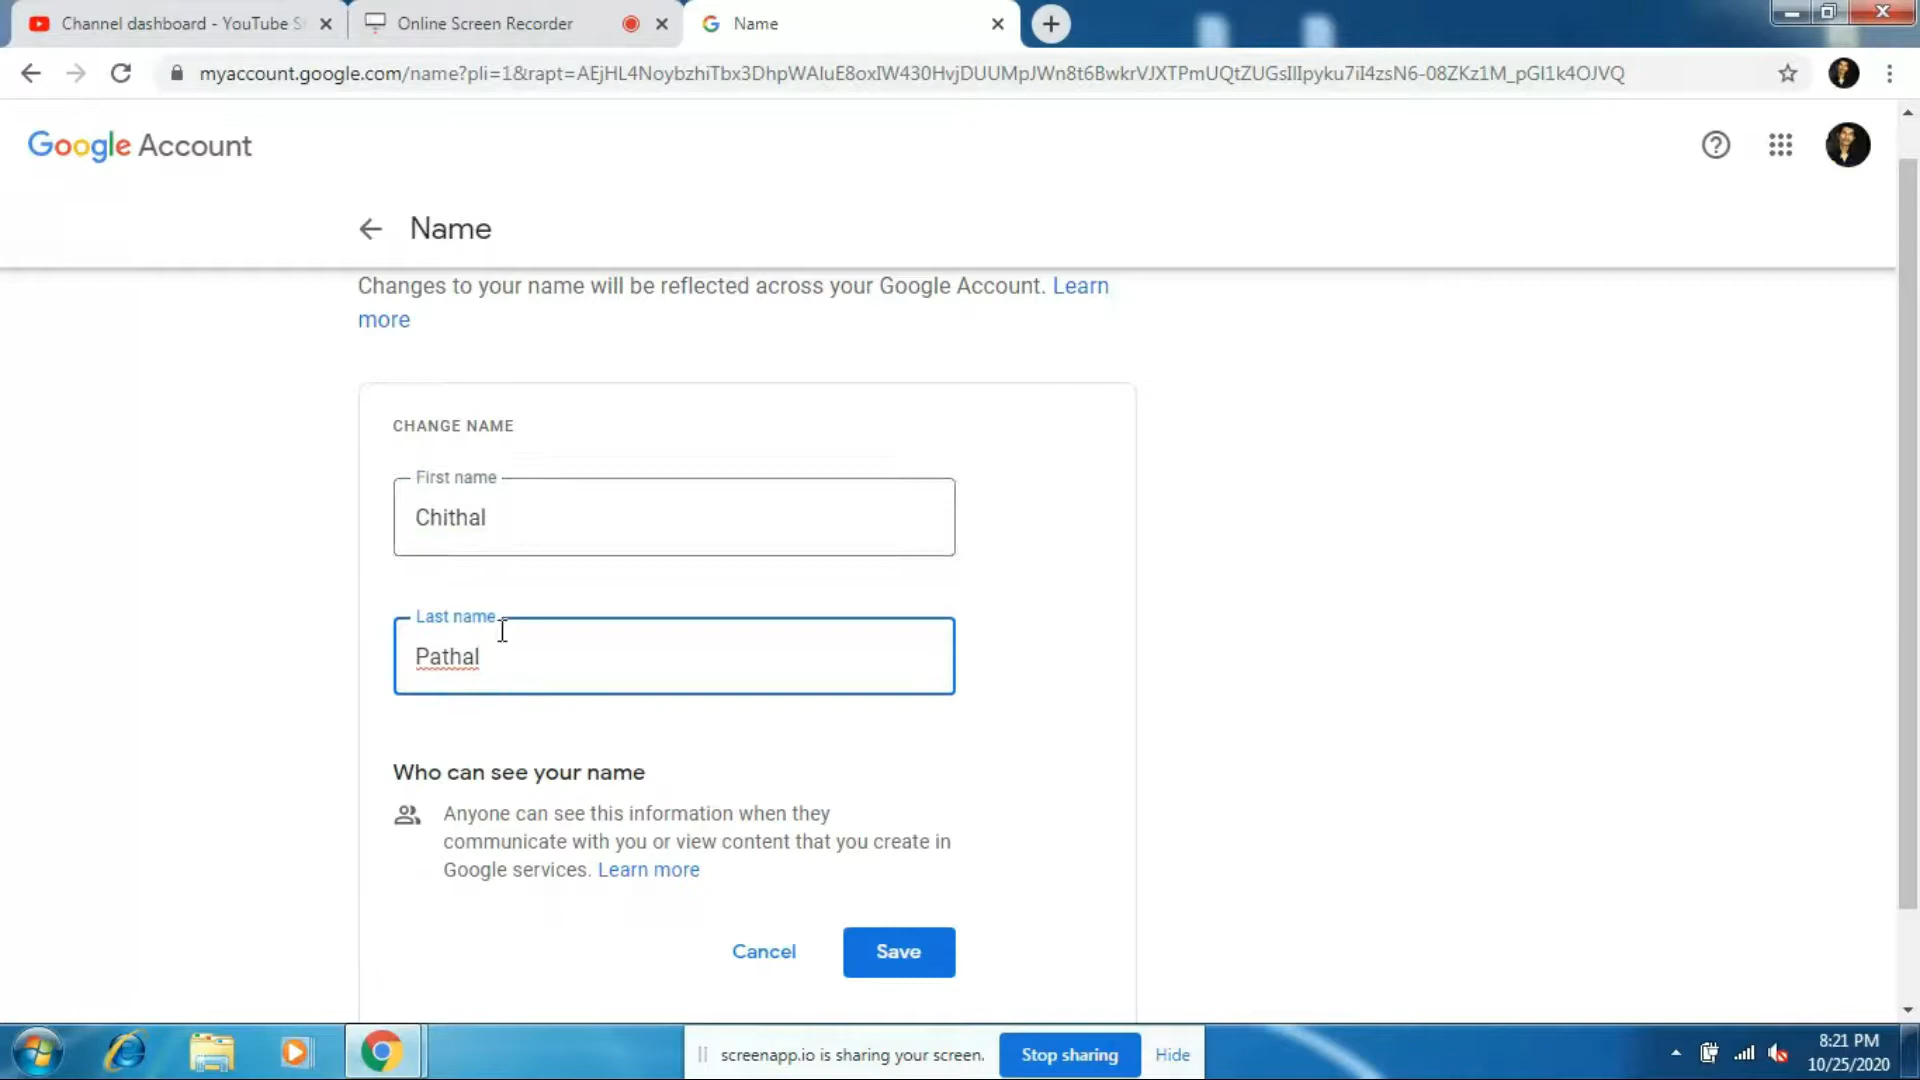 Channel dashboard - YouTube S
Online Screen Recorder
Name
myaccount.google.com/name?pli=1&rapt=AEjHL4NoybzhiTbx3DhpWAIuE8oxIW430HvjDUUMpJWn8t6BwkrVJXTPmUQtZUGsIlIpyku7iI4zsN6-08ZKz1M_pGl1k4OJVQ
Google Account
Name
Changes to your name will be reflected across your Google Account. Learn
more
CHANGE NAME
First name
Chithal
Last name
Pathal
Who can see your name
Anyone can see this information when they
communicate with you or view content that you create in
Google services. Learn more
Cancel
Save
screenapp.io is sharing your screen.
Stop sharing
Hide
8:21 PM
10/25/2020